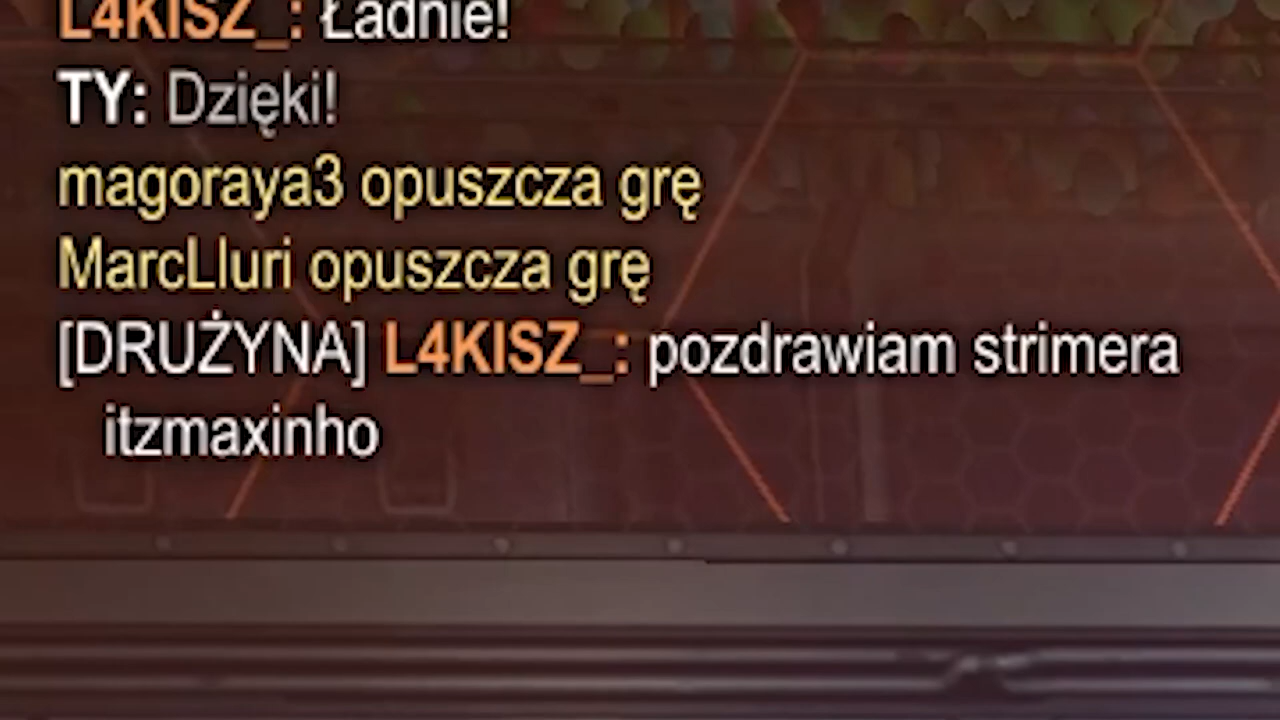 L4KISZ_: Ładnie!
TY: Dzięki!
magoraya3 opuszcza grę
MarcLluri opuszcza grę
[DRUŻYNA] L4KISZ_: pozdrawiam strimera
itzmaxinho